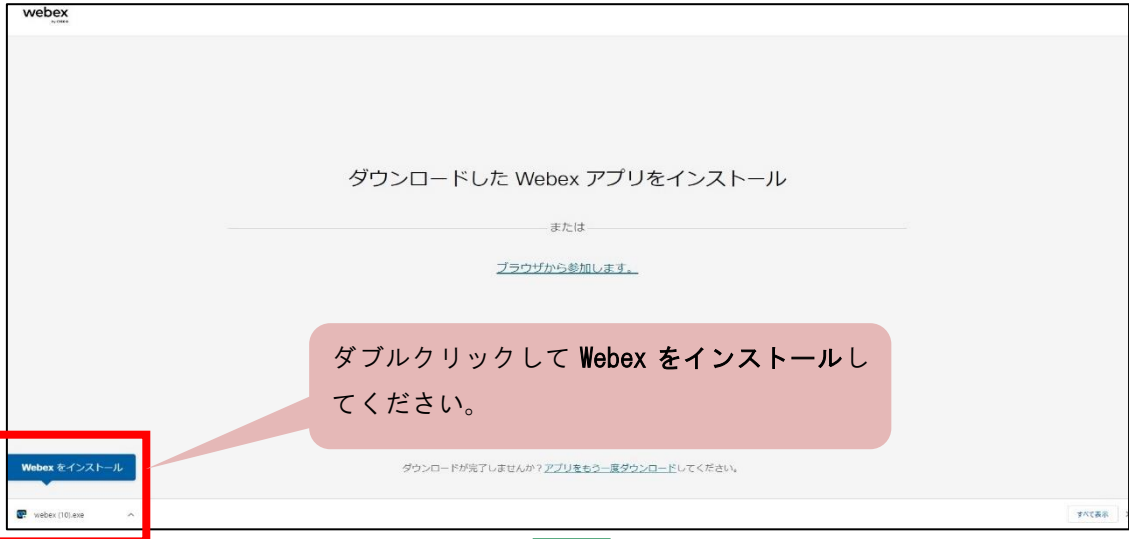 webex
by CISCO
ダウンロードした Webex アプリをインストール
または
ブラウザから参加します。
ダブルクリックして Webex をインストールし
てください。
Webex をインストール
ダウンロードが完了しませんか?アプリをもう一度ダウンロードしてください。
webex (10).exe
すべて表示